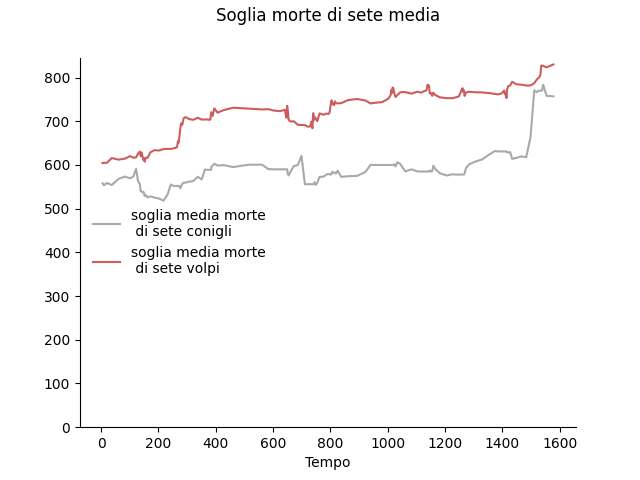 Soglia morte di sete media
800
700
600
500
400
300
200
100
0
soglia media morte
di sete conigli
soglia media morte
di sete volpi
0 200 400 600 800 1000 1200 1400 1600
Tempo